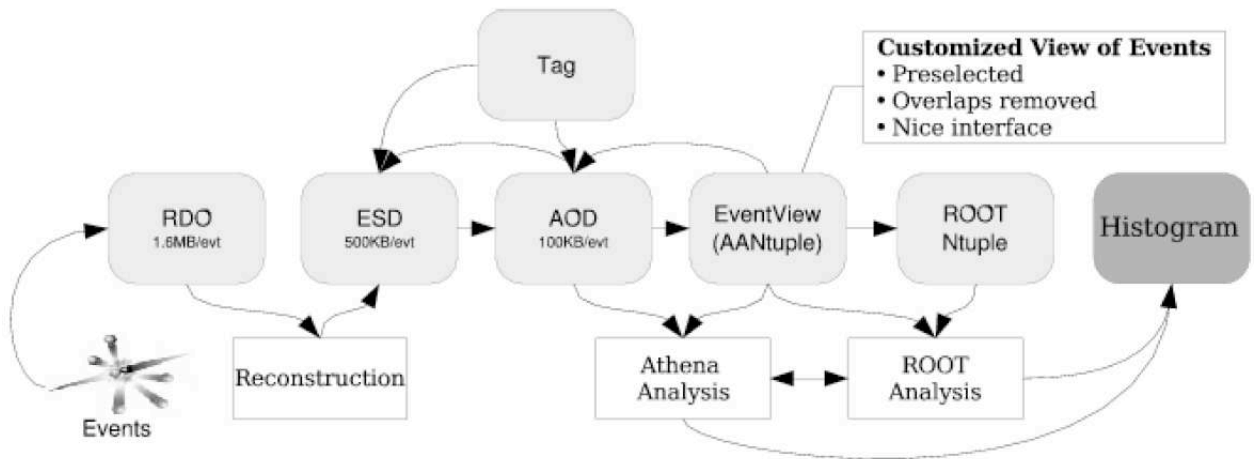 Tag
Customized View of Events
• Preselected
• Overlaps removed
• Nice interface
RDO
1.6MB/evt
ESD
500KB/evt
AOD
100KB/evt
EventView
(AANtuple)
ROOT
Ntuple
Histogram
Events
Reconstruction
Athena
Analysis
ROOT
Analysis